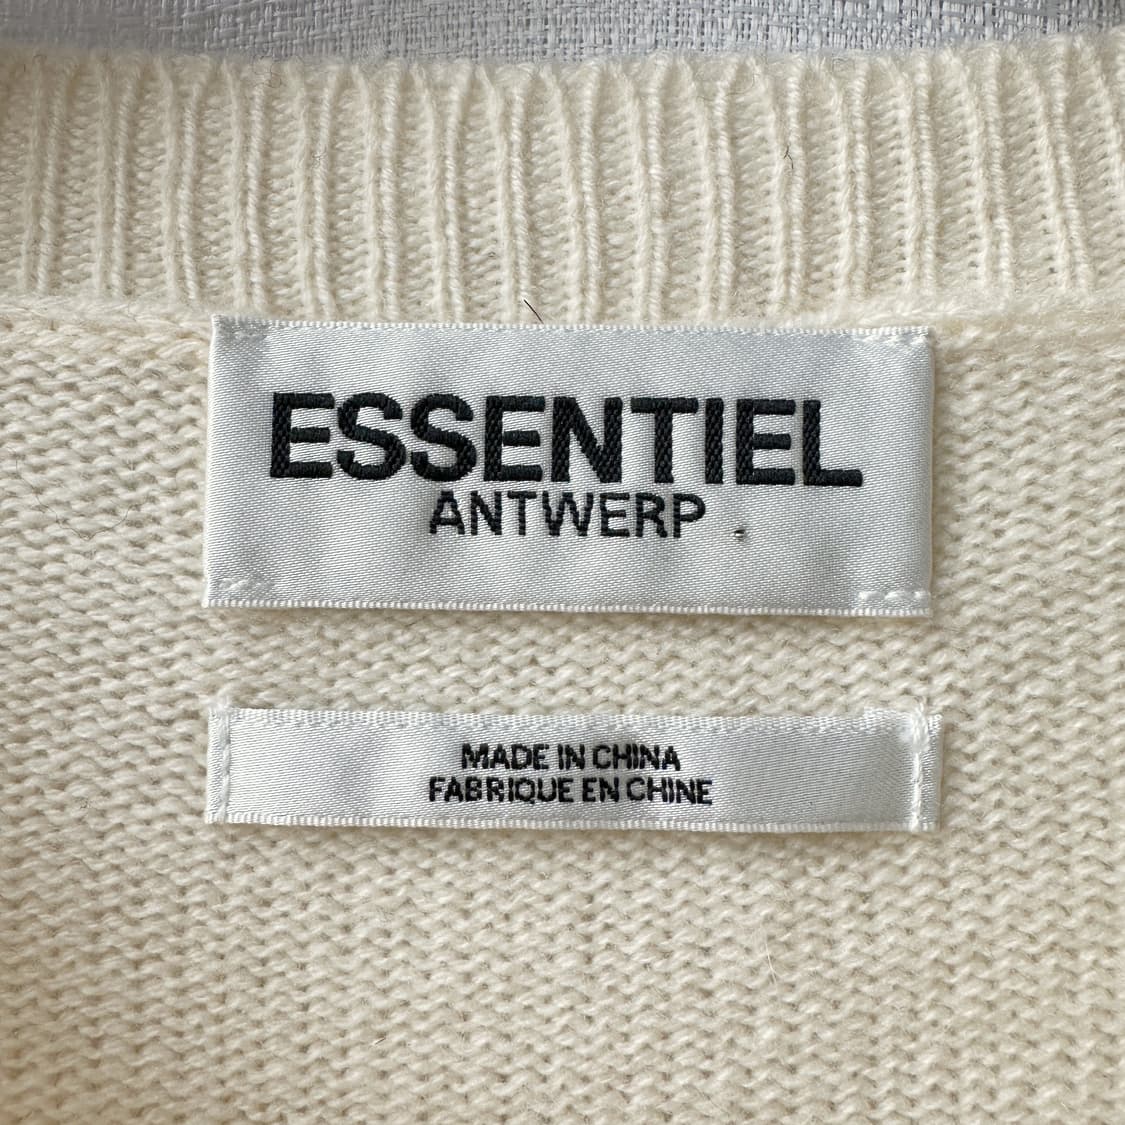 ESSENTIEL
ANTWERP
MADE IN CHINA
FABRIQUE EN CHINE